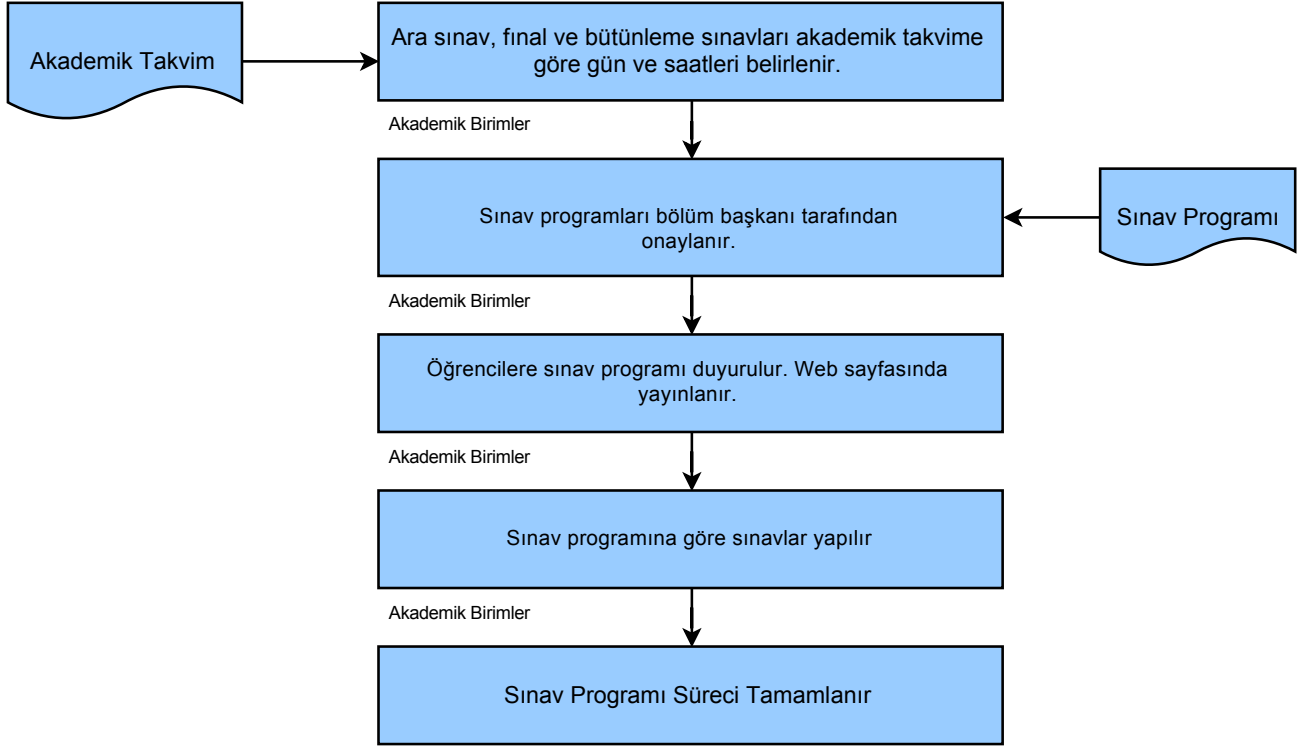 Akademik Takvim
Ara sınav, fınal ve bütünleme sınavları akademik takvime
göre gün ve saatleri belirlenir.
Akademik Birimler
Sınav programları bölüm başkanı tarafından
onaylanır.
Sınav Programı
Akademik Birimler
Öğrencilere sınav programı duyurulur. Web sayfasında
yayınlanır.
Akademik Birimler
Sınav programına göre sınavlar yapılır
Akademik Birimler
Sınav Programı Süreci Tamamlanır